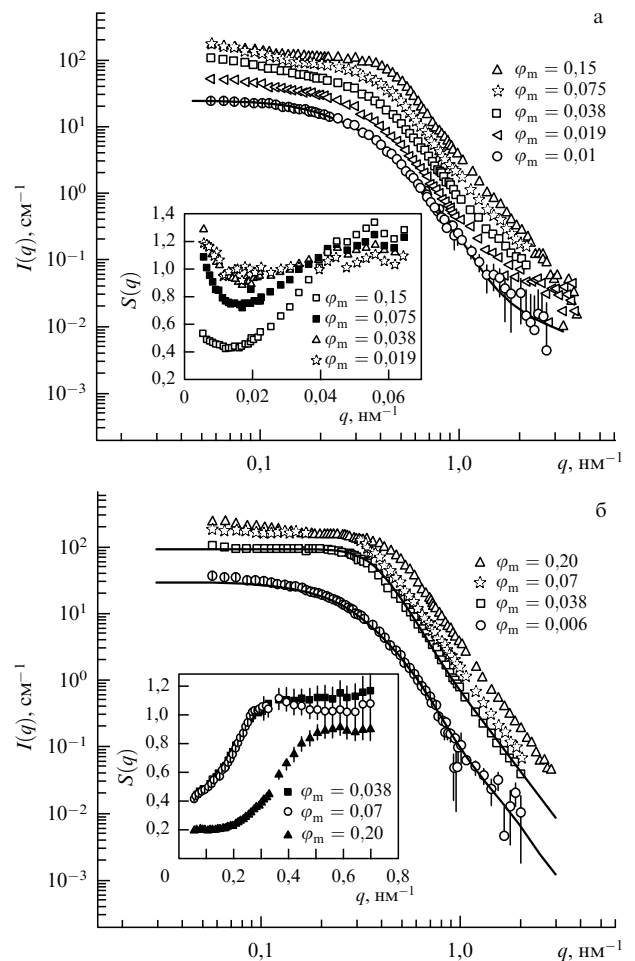 а
10²
10¹
10⁰
10⁻¹
10⁻²
10⁻³
I(q), см⁻¹
△ φm = 0,15
☆ φm = 0,075
□ φm = 0,038
◁ φm = 0,019
○ φm = 0,01
1,4
1,2
1,0
0,8
0,6
0,4
0,2
S(q)
□ φm = 0,15
■ φm = 0,075
△ φm = 0,038
☆ φm = 0,019
0 0,02 0,04 0,06
q, нм⁻¹
0,1 1,0 q, нм⁻¹
б
10²
10¹
10⁰
10⁻¹
10⁻²
10⁻³
I(q), см⁻¹
△ φm = 0,20
☆ φm = 0,07
□ φm = 0,038
○ φm = 0,006
1,2
1,0
0,8
0,6
0,4
0,2
S(q)
■ φm = 0,038
○ φm = 0,07
▲ φm = 0,20
0 0,2 0,4 0,6 0,8
q, нм⁻¹
0,1 1,0 q, нм⁻¹